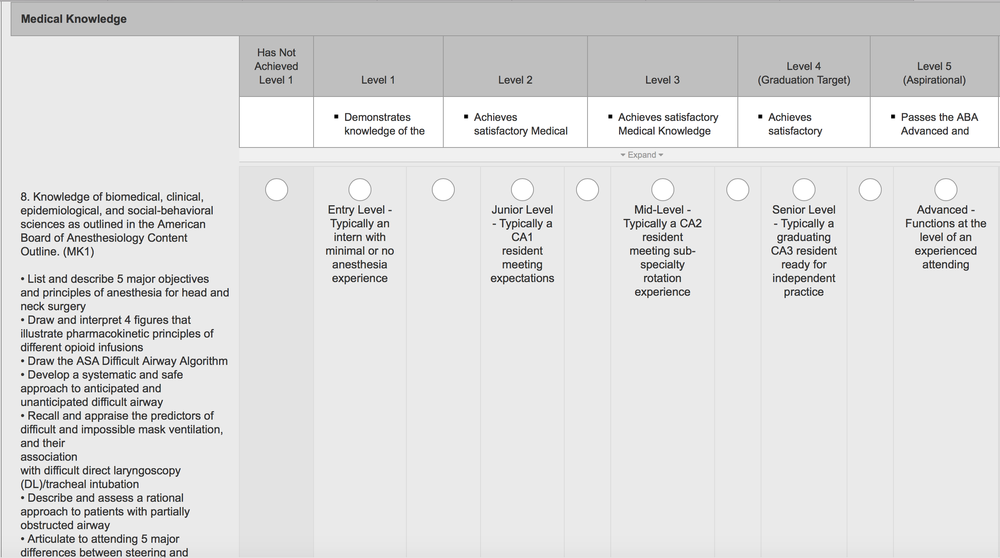 Medical Knowledge
Has Not
Achieved
Level 1
Level 1
Level 2
Level 3
Level 4
(Graduation Target)
Level 5
(Aspirational)
▪ Demonstrates
knowledge of the
▪ Achieves
satisfactory Medical
▪ Achieves satisfactory
Medical Knowledge
▪ Achieves
satisfactory
▪ Passes the ABA
Advanced and
Expand
8. Knowledge of biomedical, clinical,
epidemiological, and social-behavioral
sciences as outlined in the American
Board of Anesthesiology Content
Outline. (MK1)
• List and describe 5 major objectives
and principles of anesthesia for head and
neck surgery
• Draw and interpret 4 figures that
illustrate pharmacokinetic principles of
different opioid infusions
• Draw the ASA Difficult Airway Algorithm
• Develop a systematic and safe
approach to anticipated and
unanticipated difficult airway
• Recall and appraise the predictors of
difficult and impossible mask ventilation,
and their
association
with difficult direct laryngoscopy
(DL)/tracheal intubation
• Describe and assess a rational
approach to patients with partially
obstructed airway
• Articulate to attending 5 major
differences between steering and
Entry Level -
Typically an
intern with
minimal or no
anesthesia
experience
Junior Level
- Typically a
CA1
resident
meeting
expectations
Mid-Level -
Typically a CA2
resident
meeting sub-
specialty
rotation
experience
Senior Level
- Typically a
graduating
CA3 resident
ready for
independent
practice
Advanced -
Functions at the
level of an
experienced
attending